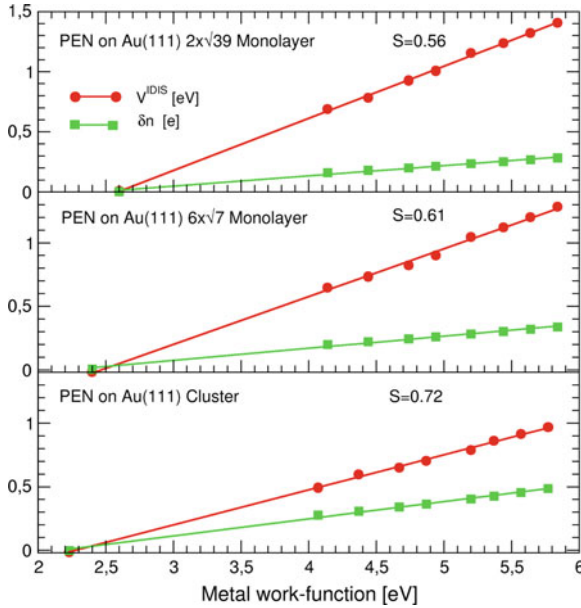 PEN on Au(111) 2x√39 Monolayer S=0.56
V^IDIS [eV]
δn [e]
1,5
1
0,5
0
PEN on Au(111) 6x√7 Monolayer S=0.61
1
0,5
0
PEN on Au(111) Cluster S=0.72
1
0,5
0
2 2,5 3 3,5 4 4,5 5 5,5 6
Metal work-function [eV]